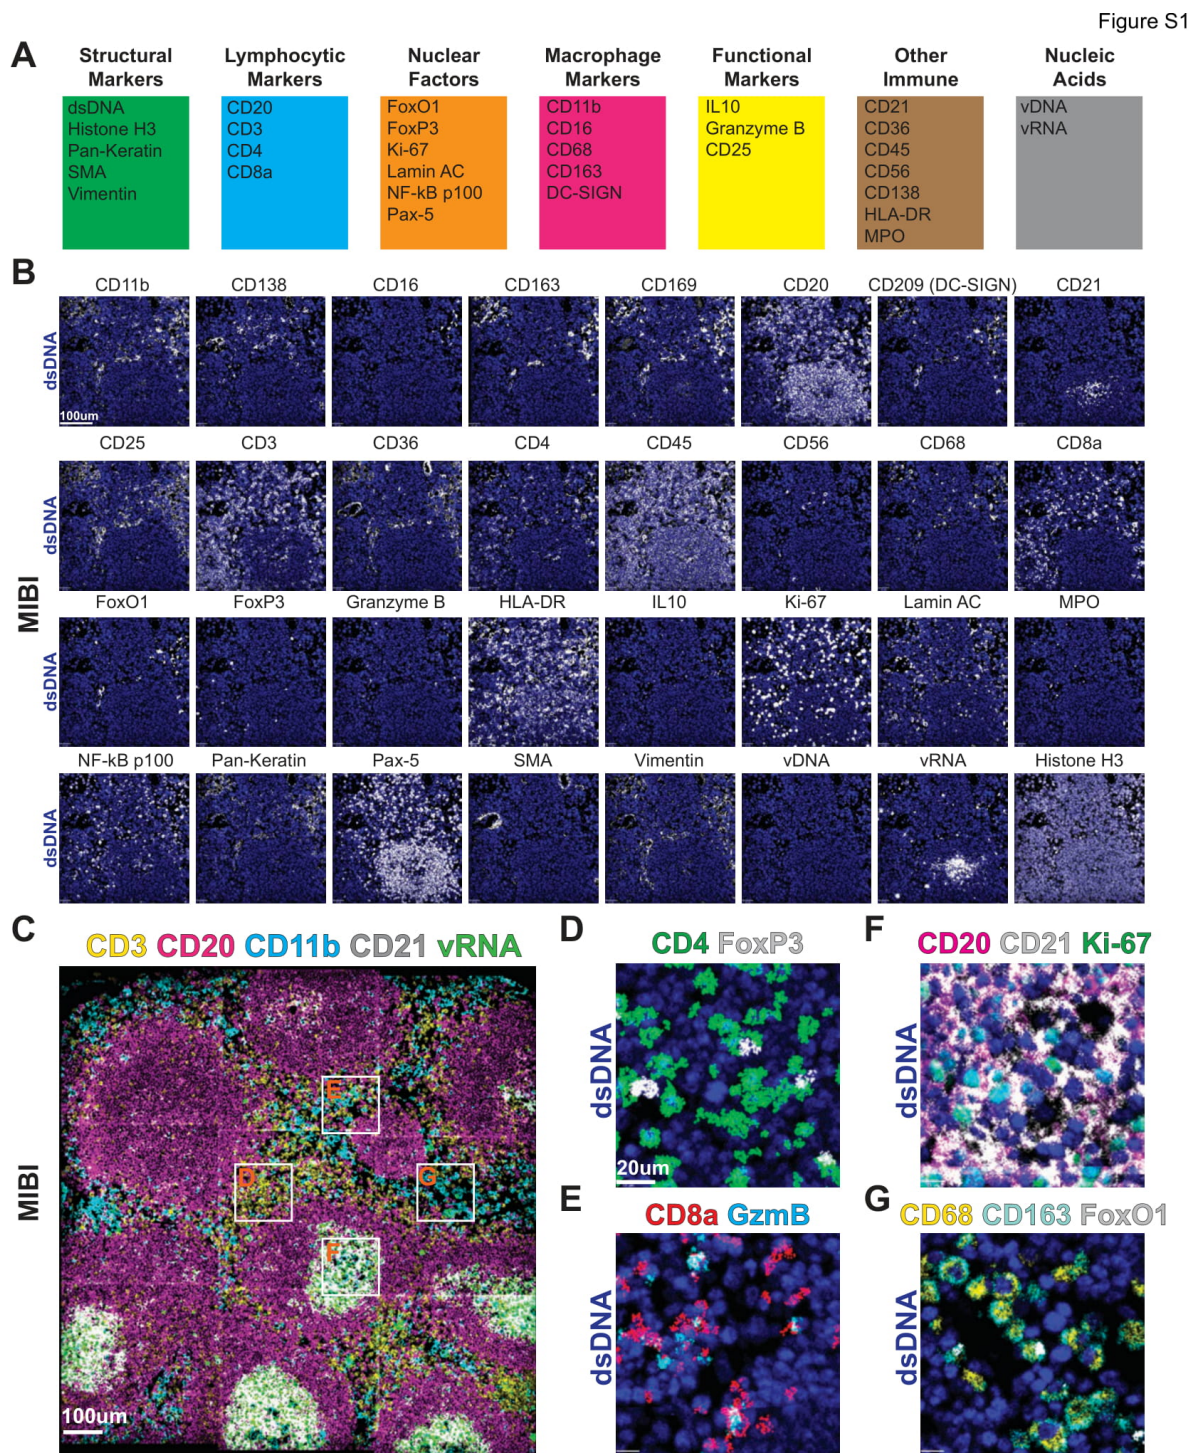 Figure S1
A
Structural Markers
Lymphocytic Markers
Nuclear Factors
Macrophage Markers
Functional Markers
Other Immune
Nucleic Acids
dsDNA
Histone H3
Pan-Keratin
SMA
Vimentin
CD20
CD3
CD4
CD8a
FoxO1
FoxP3
Ki-67
Lamin AC
NF-kB p100
Pax-5
CD11b
CD16
CD68
CD163
DC-SIGN
IL10
Granzyme B
CD25
CD21
CD36
CD45
CD56
CD138
HLA-DR
MPO
vDNA
vRNA
B
MIBI
CD11b CD138 CD16 CD163 CD169 CD20 CD209 (DC-SIGN) CD21
dsDNA
100um
CD25 CD3 CD36 CD4 CD45 CD56 CD68 CD8a
dsDNA
FoxO1 FoxP3 Granzyme B HLA-DR IL10 Ki-67 Lamin AC MPO
dsDNA
NF-kB p100 Pan-Keratin Pax-5 SMA Vimentin vDNA vRNA Histone H3
dsDNA
C
CD3 CD20 CD11b CD21 vRNA
MIBI
E
D
G
F
100um
D
CD4 FoxP3
dsDNA
20um
F
CD20 CD21 Ki-67
dsDNA
E
CD8a GzmB
dsDNA
G
CD68 CD163 FoxO1
dsDNA